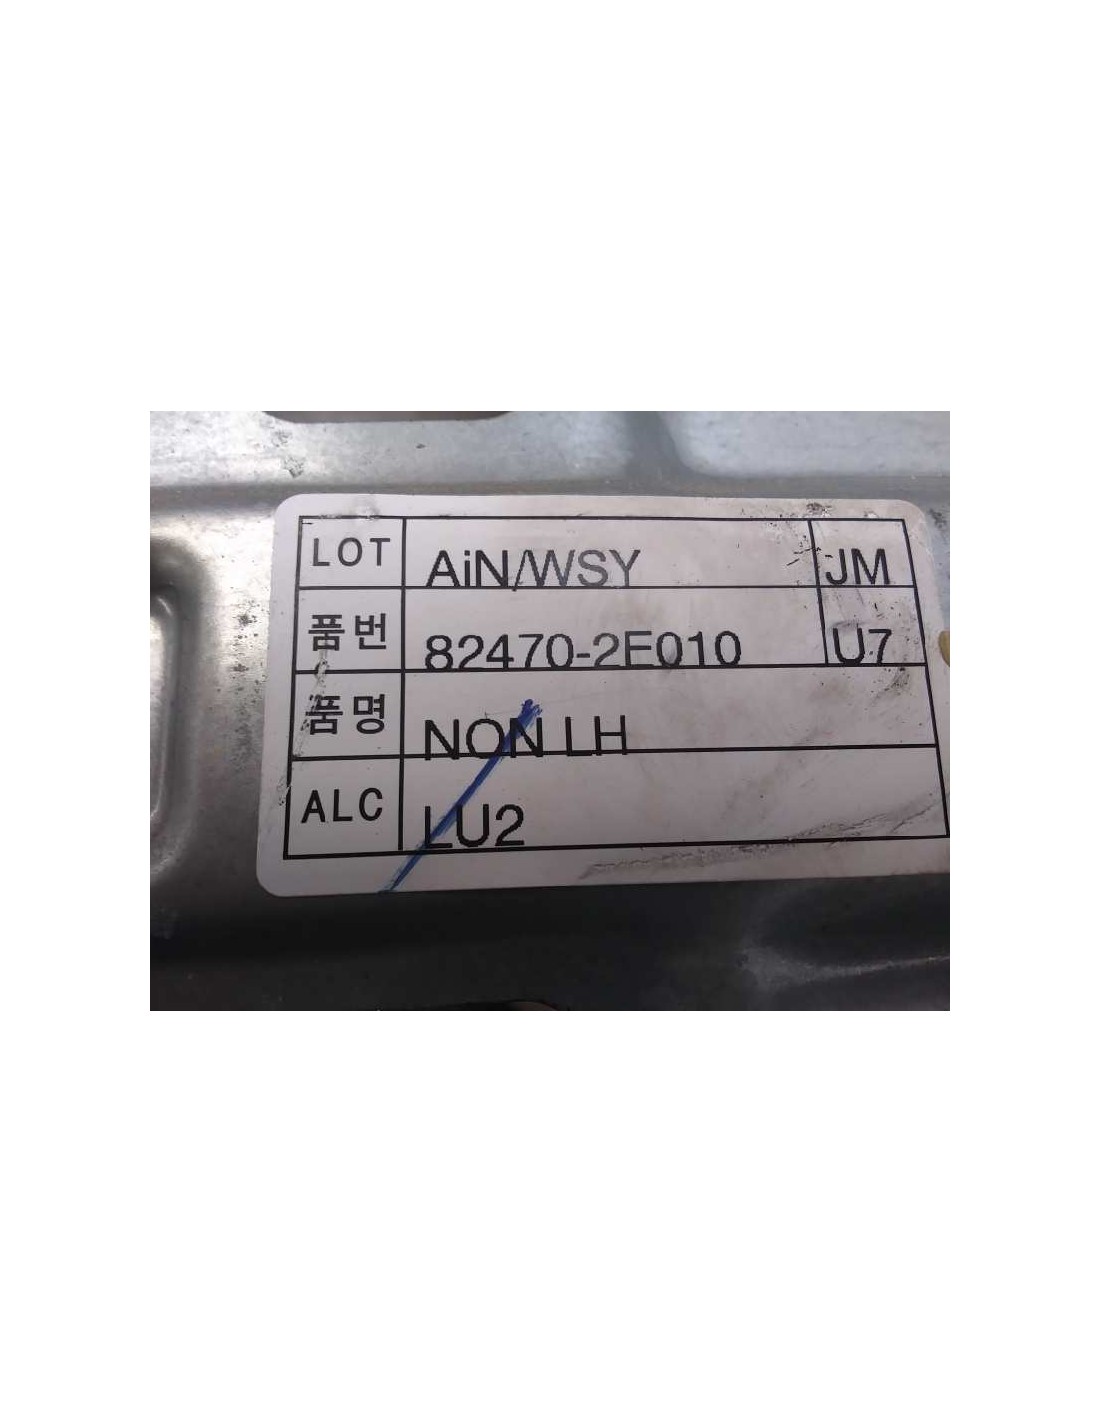 LOT AiN/WSY JM
품번 82470-2E010 U7
품명 NON LH
ALC LU2